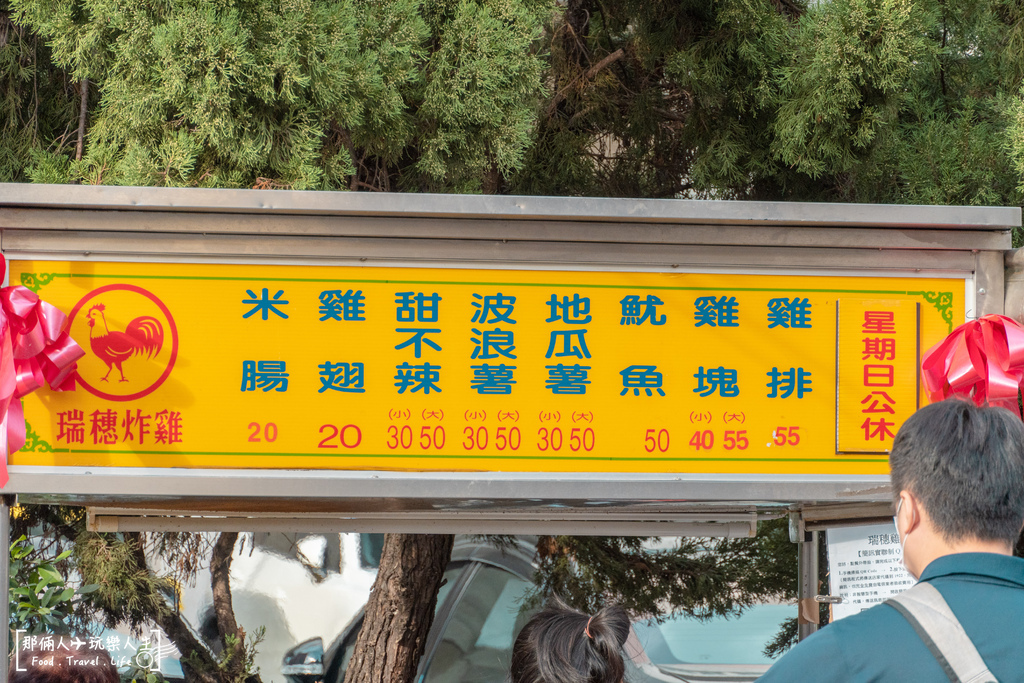 雞排 55
雞塊 (小) 40 (大) 55
魷魚 50
地瓜薯 (小) 30 (大) 50
波浪薯 (小) 30 (大) 50
甜不辣 (小) 30 (大) 50
雞翅 20
米腸 20
星期日公休
瑞穗炸雞
瑞穗
那倆人 玩樂人生
Food . Travel . Life